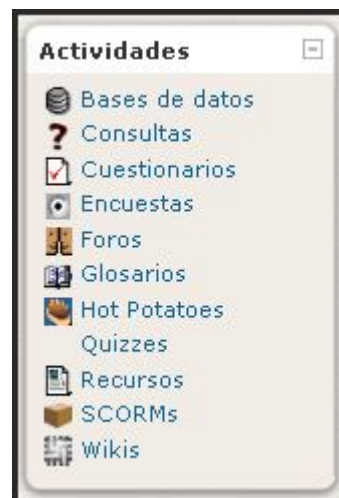 Actividades
Bases de datos
Consultas
Cuestionarios
Encuestas
Foros
Glosarios
Hot Potatoes
Quizzes
Recursos
SCORMs
Wikis